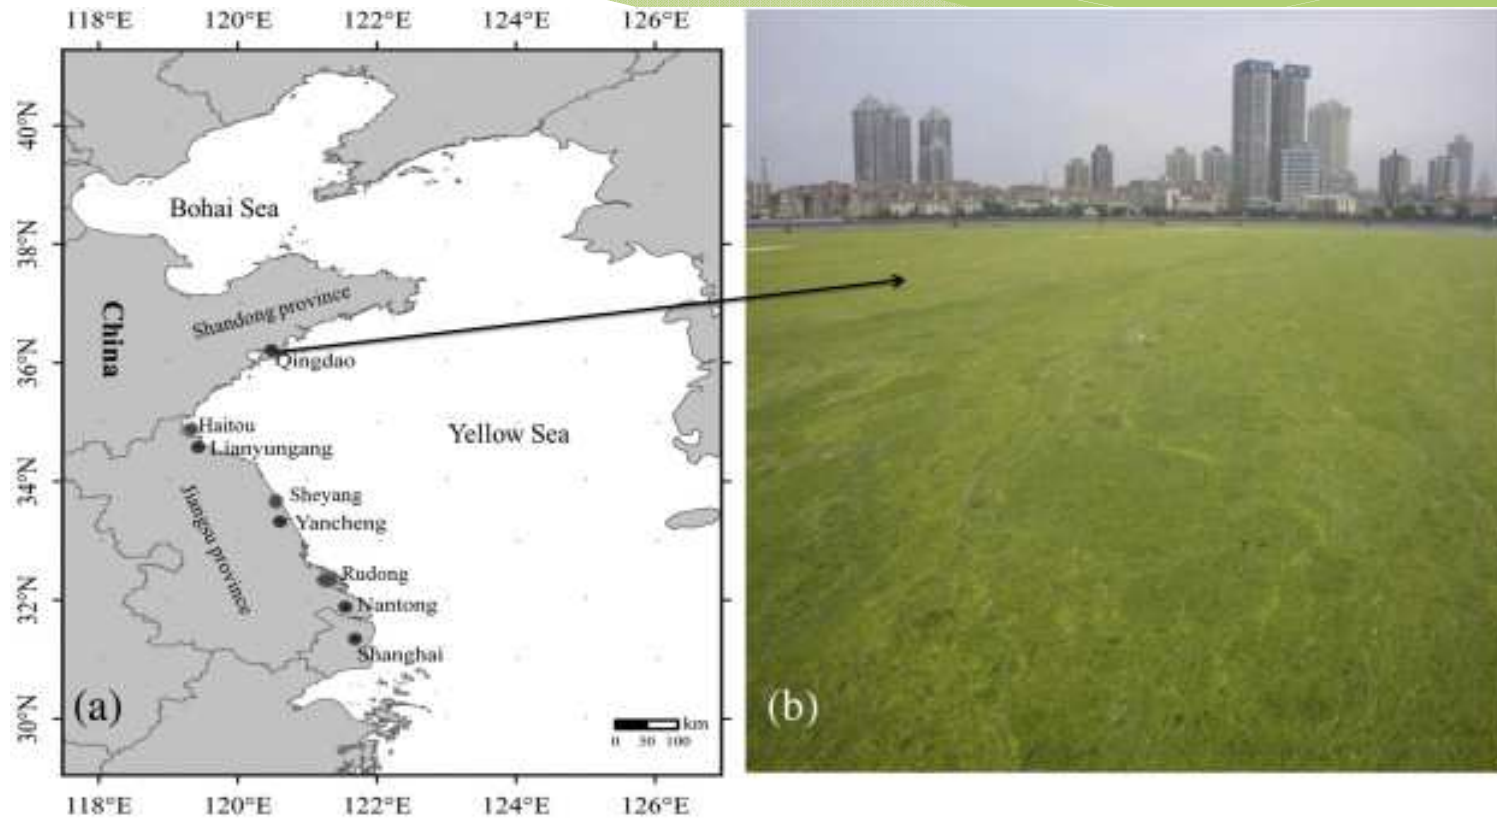 118°E 120°E 122°E 124°E 126°E
40°N
38°N
36°N
34°N
32°N
30°N
Bohai Sea
China
Shandong province
Qingdao
Haitou
Lianyungang
Yellow Sea
Jiangsu province
Sheyang
Yancheng
Rudong
Nantong
Shanghai
(a)
km
0 50 100
118°E 120°E 122°E 124°E 126°E
(b)